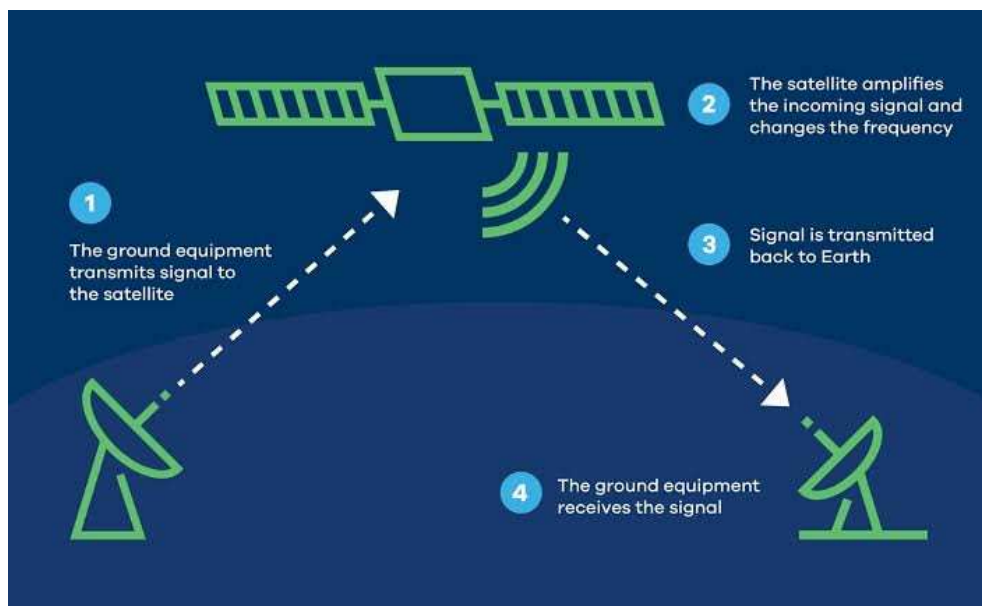 1
The ground equipment
transmits signal to
the satellite
2
The satellite amplifies
the incoming signal and
changes the frequency
3
Signal is transmitted
back to Earth
4
The ground equipment
receives the signal